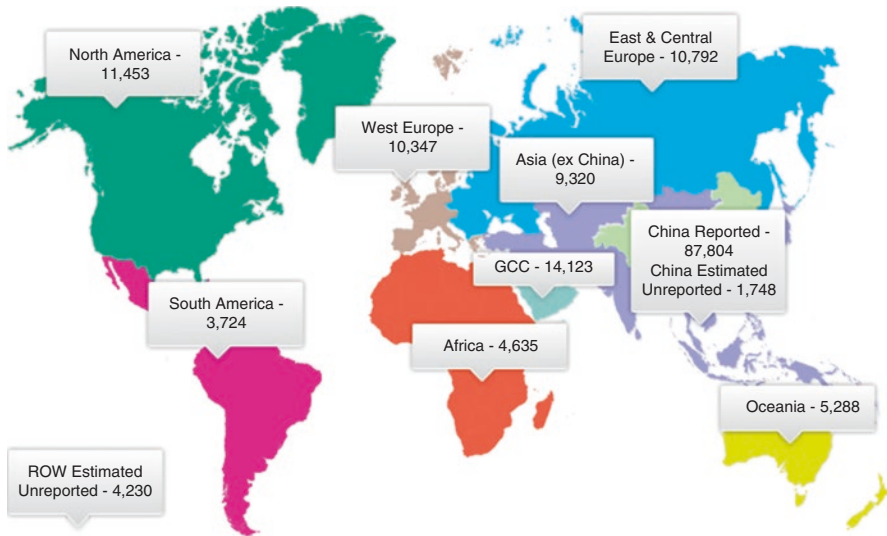 North America -
11,453
East & Central
Europe - 10,792
West Europe -
10,347
Asia (ex China) -
9,320
China Reported -
87,804
China Estimated
Unreported - 1,748
GCC - 14,123
South America -
3,724
Africa - 4,635
Oceania - 5,288
ROW Estimated
Unreported - 4,230